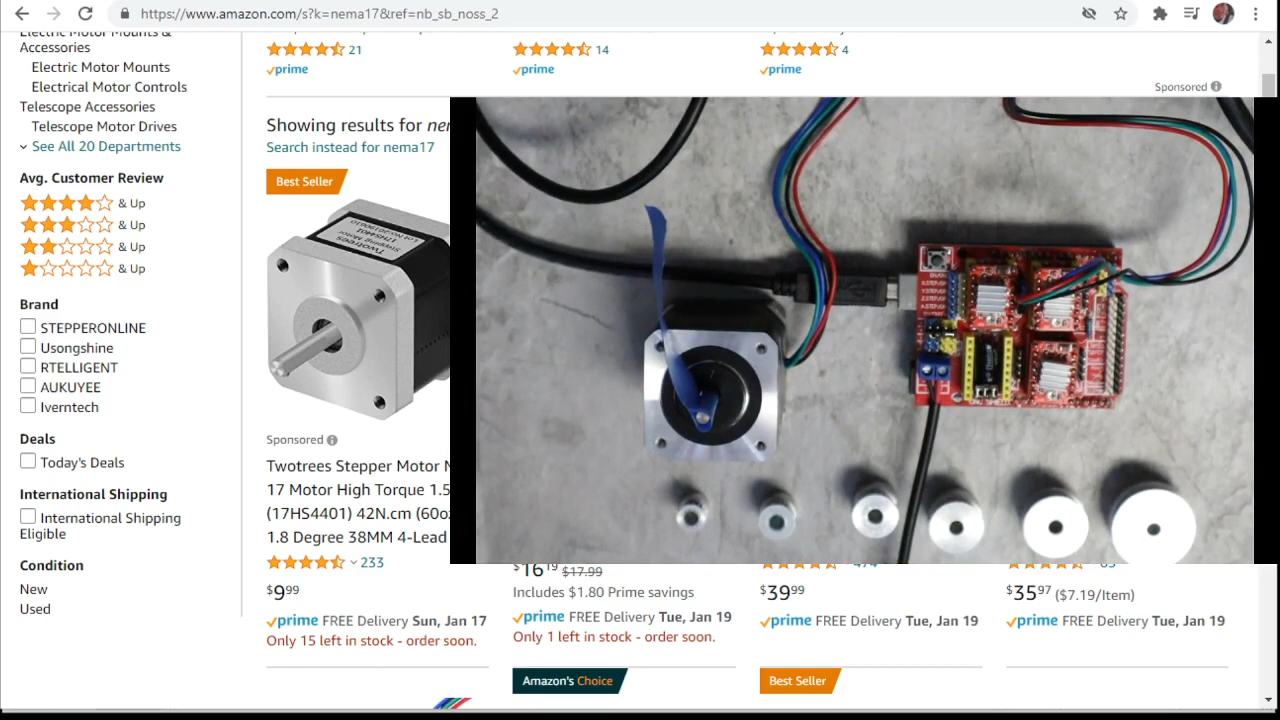 https://www.amazon.com/s?k=nema17&ref=nb_sb_noss_2
Electric Motor Mounts &
Accessories
Electric Motor Mounts
Electrical Motor Controls
Telescope Accessories
Telescope Motor Drives
See All 20 Departments
Avg. Customer Review
& Up
& Up
& Up
& Up
Brand
STEPPERONLINE
Usongshine
RTELLIGENT
AUKUYEE
Iverntech
Deals
Today's Deals
International Shipping
International Shipping
Eligible
Condition
New
Used
21
14
4
prime
prime
prime
Sponsored
Showing results for
Search instead for nema17
Best Seller
Twotrees
Stepping Motor
17HS4401
Sponsored
Twotrees Stepper Motor
17 Motor High Torque 1.5
(17HS4401) 42N.cm
1.8 Degree 38MM 4-Lead
233
$9.99
prime FREE Delivery Sun, Jan 17
Only 15 left in stock - order soon.
$16.19 $17.99
Includes $1.80 Prime savings
prime FREE Delivery Tue, Jan 19
Only 1 left in stock - order soon.
Amazon's Choice
$39.99
prime FREE Delivery Tue, Jan 19
Best Seller
$35.97 ($7.19/Item)
prime FREE Delivery Tue, Jan 19